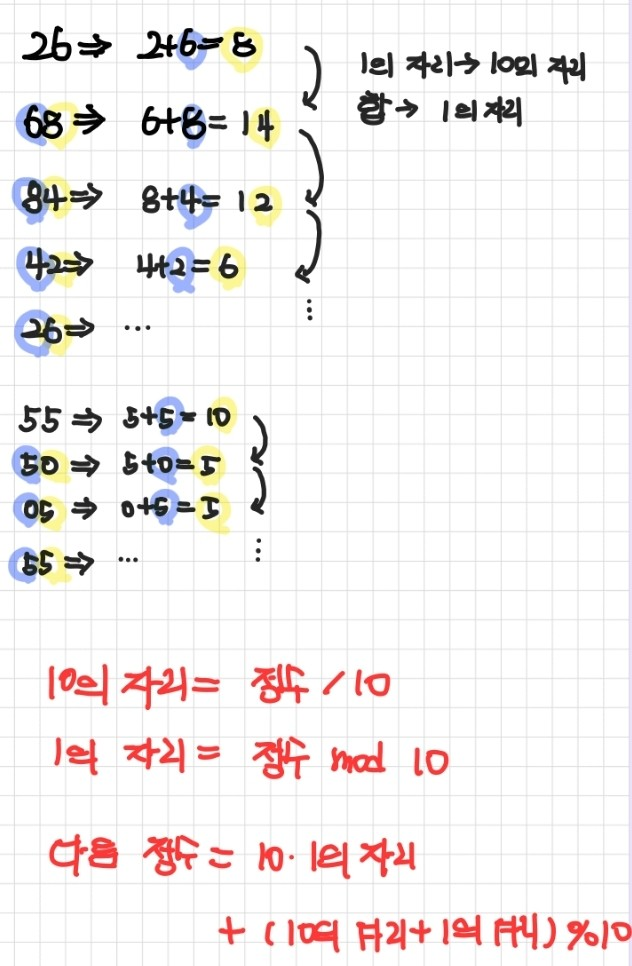 26 ⇒ 2+6=8
1의 자리 → 10의 자리
68 ⇒ 6+8=14
합 → 1의 자리
84 ⇒ 8+4=12
42 ⇒ 4+2=6
26 ⇒ ...
⋮
55 ⇒ 5+5=10
50 ⇒ 5+0=5
05 ⇒ 0+5=5
55 ⇒ ...
⋮
10의 자리 = 정수 / 10
1의 자리 = 정수 mod 10
다음 정수 = 10·1의 자리
+ (10의 자리+1의 자리)%10